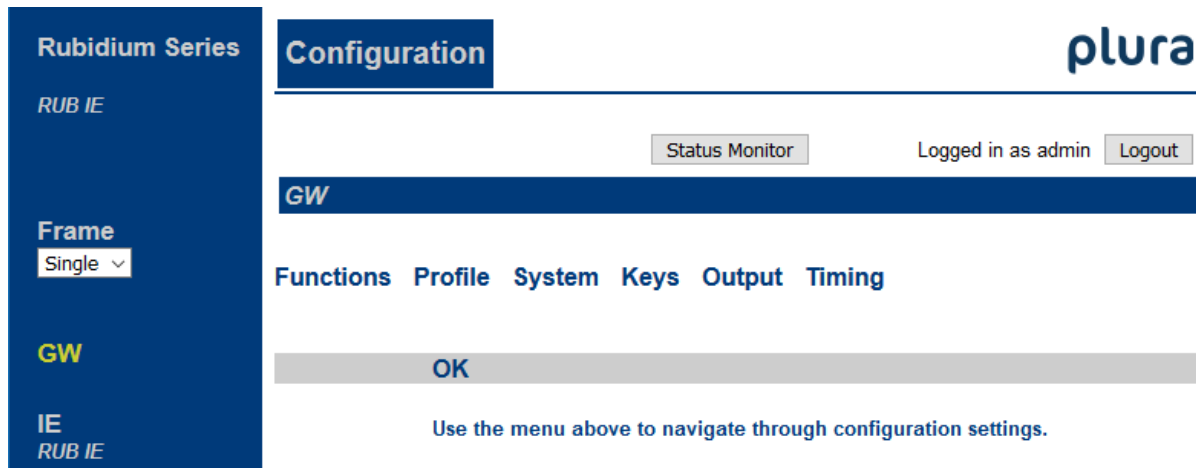 Rubidium Series
RUB IE
Frame
Single
GW
IE
RUB IE
Configuration
plura
Status Monitor
Logged in as admin
Logout
GW
Functions Profile System Keys Output Timing
OK
Use the menu above to navigate through configuration settings.